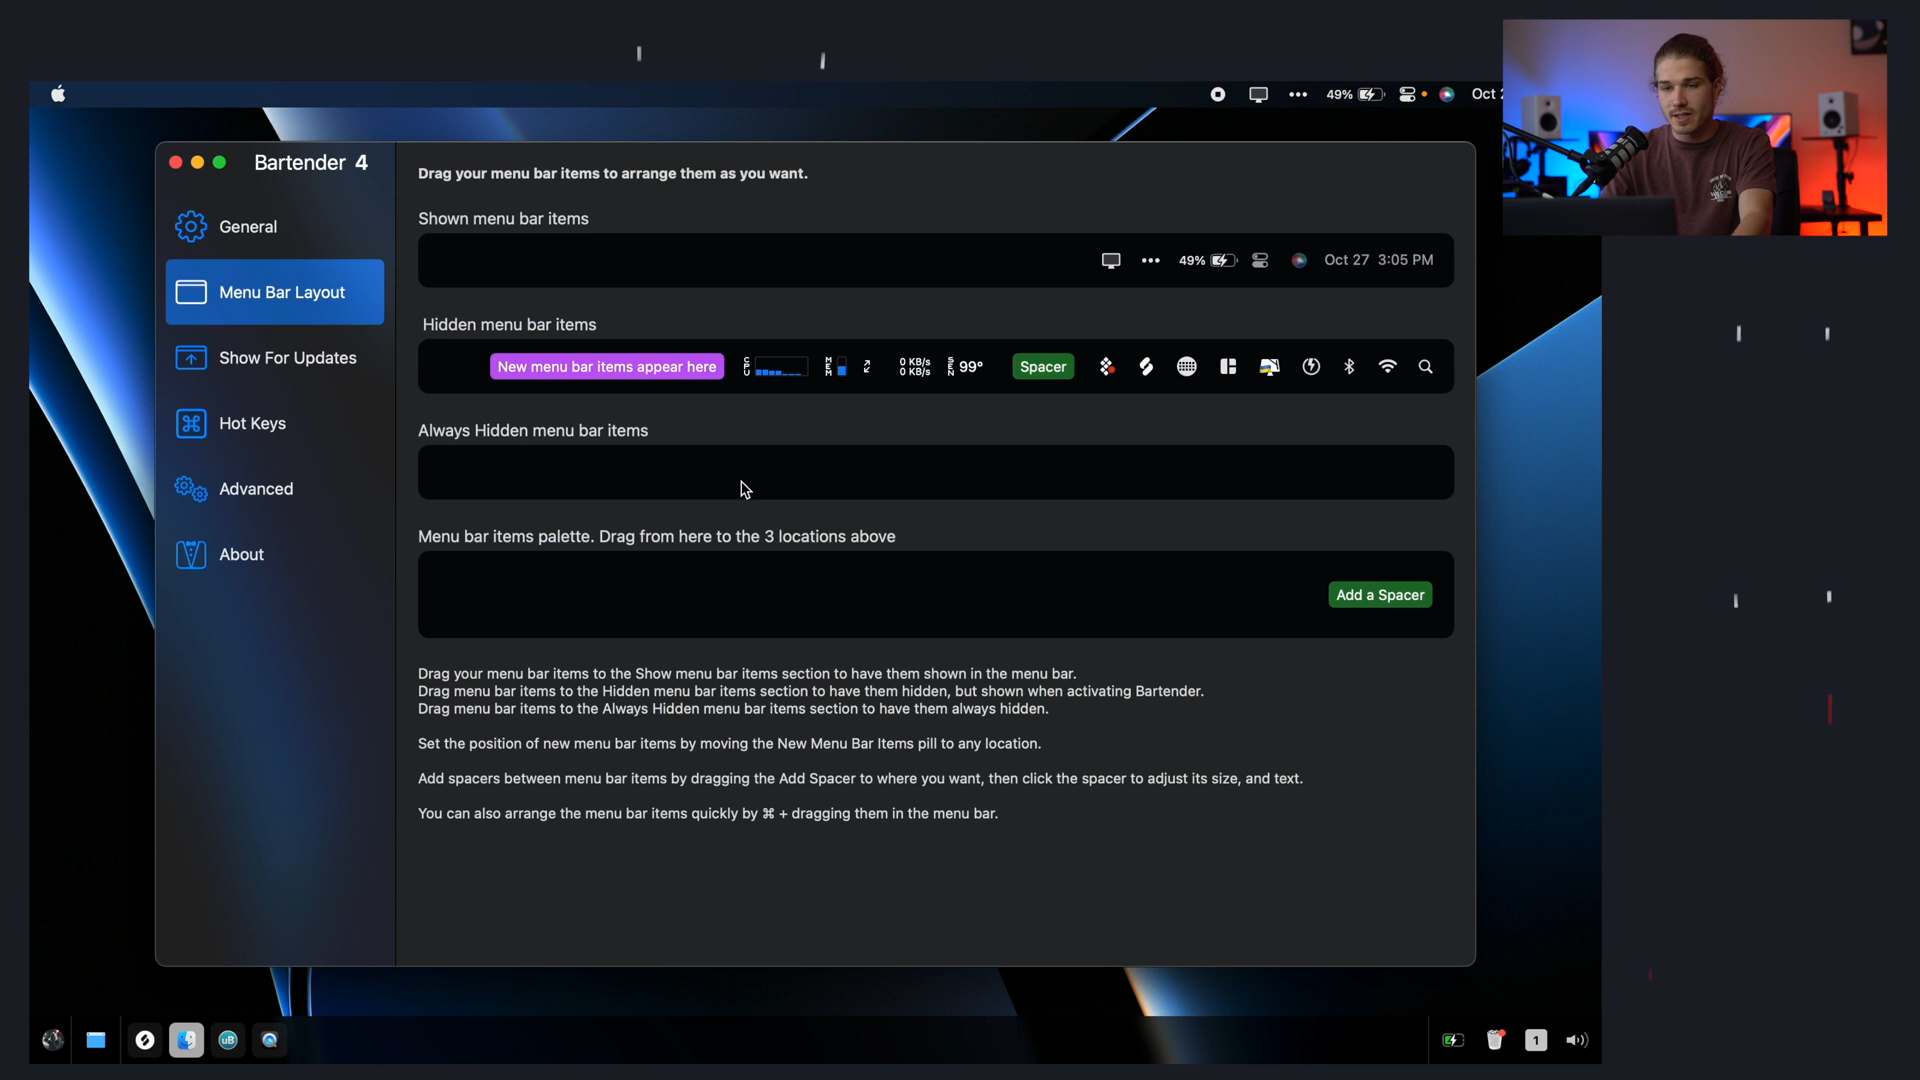 49%
Oct
Bartender 4
General
Menu Bar Layout
Show For Updates
Hot Keys
Advanced
About
Drag your menu bar items to arrange them as you want.
Shown menu bar items
49%
Oct 27 3:05 PM
Hidden menu bar items
New menu bar items appear here
CPU
MEM
0 KB/s
0 KB/s
SEN
99°
Spacer
Always Hidden menu bar items
Menu bar items palette. Drag from here to the 3 locations above
Add a Spacer
Drag your menu bar items to the Show menu bar items section to have them shown in the menu bar.
Drag menu bar items to the Hidden menu bar items section to have them hidden, but shown when activating Bartender.
Drag menu bar items to the Always Hidden menu bar items section to have them always hidden.
Set the position of new menu bar items by moving the New Menu Bar Items pill to any location.
Add spacers between menu bar items by dragging the Add Spacer to where you want, then click the spacer to adjust its size, and text.
You can also arrange the menu bar items quickly by ⌘ + dragging them in the menu bar.
uB
1